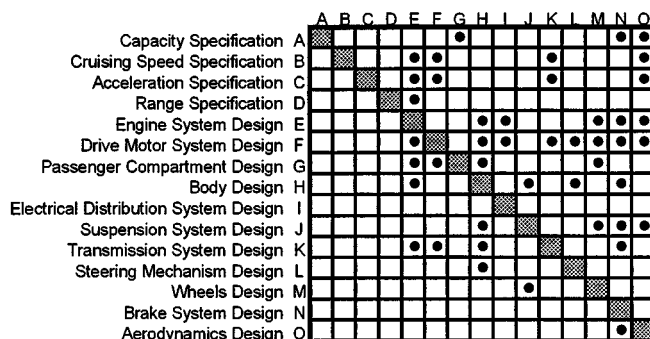 A B C D E F G H I J K L M N O
Capacity Specification A
Cruising Speed Specification B
Acceleration Specification C
Range Specification D
Engine System Design E
Drive Motor System Design F
Passenger Compartment Design G
Body Design H
Electrical Distribution System Design I
Suspension System Design J
Transmission System Design K
Steering Mechanism Design L
Wheels Design M
Brake System Design N
Aerodynamics Design O